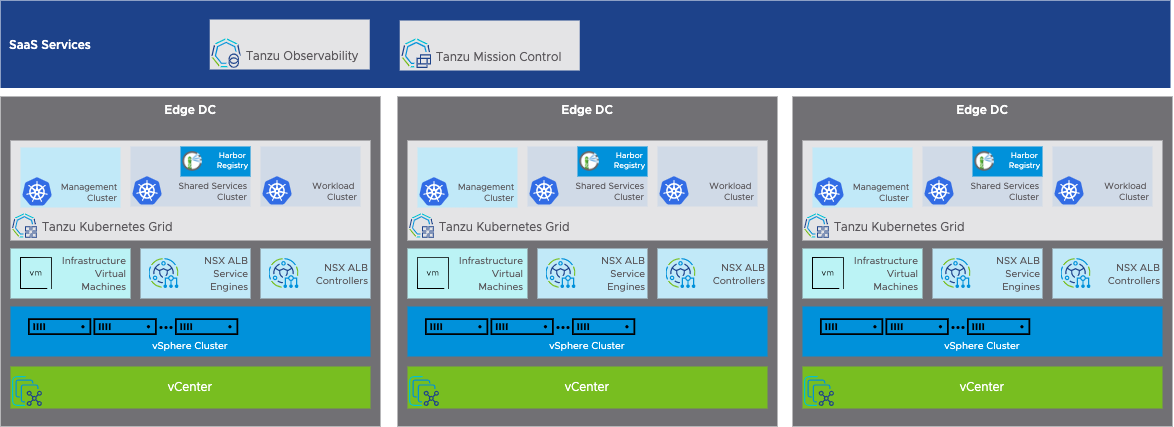 SaaS Services
Tanzu Observability
Tanzu Mission Control
Edge DC
Harbor
Registry
Management
Cluster
Shared Services
Cluster
Workload
Cluster
Tanzu Kubernetes Grid
vm
Infrastructure
Virtual
Machines
NSX ALB
Service
Engines
NSX ALB
Controllers
vSphere Cluster
vCenter
Edge DC
Harbor
Registry
Management
Cluster
Shared Services
Cluster
Workload
Cluster
Tanzu Kubernetes Grid
vm
Infrastructure
Virtual
Machines
NSX ALB
Service
Engines
NSX ALB
Controllers
vSphere Cluster
vCenter
Edge DC
Harbor
Registry
Management
Cluster
Shared Services
Cluster
Workload
Cluster
Tanzu Kubernetes Grid
vm
Infrastructure
Virtual
Machines
NSX ALB
Service
Engines
NSX ALB
Controllers
vSphere Cluster
vCenter